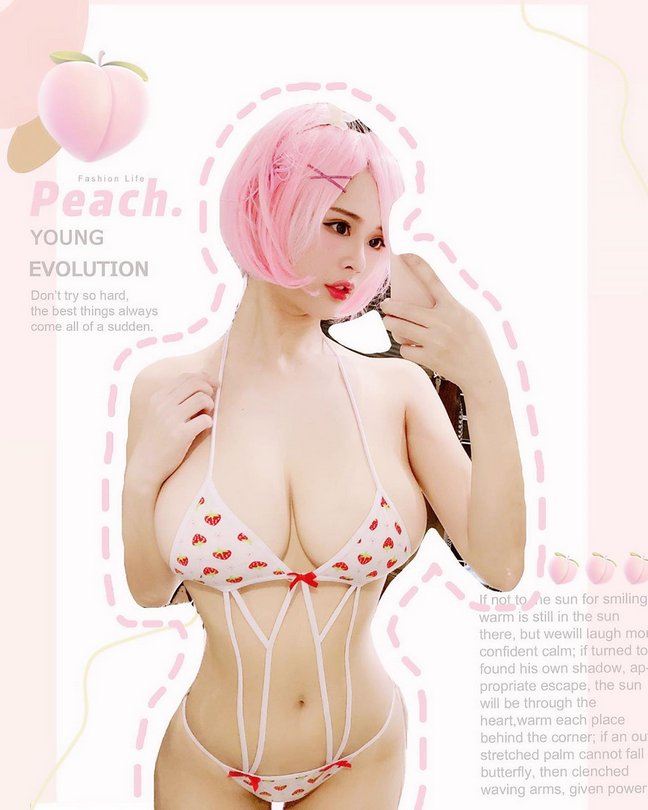 Fashion Life
Peach.
YOUNG
EVOLUTION
Don't try so hard,
the best things always
come all of a sudden.
If not to the sun for smiling
warm is still in the sun
there, but wewill laugh mor
confident calm; if turned to
found his own shadow, ap-
propriate escape, the sun
will be through the
heart,warm each place
behind the corner; if an ou
stretched palm cannot fall
butterfly, then clenched
waving arms, given power